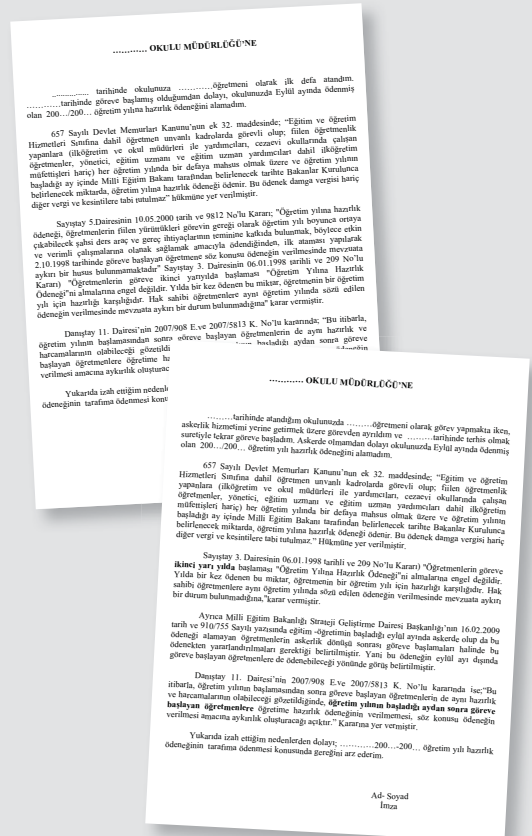 ………… OKULU MÜDÜRLÜĞÜ'NE
................ tarihinde okulunuza …………öğretmeni olarak ilk defa atandım.
…………tarihinde göreve başlamış olduğumdan dolayı, okulunuzda Eylül ayında ödenmiş
olan 200…/200… öğretim yılına hazırlık ödeneğini alamadım.
657 Sayılı Devlet Memurları Kanunu'nun ek 32. maddesinde; "Eğitim ve öğretim
Hizmetleri Sınıfına dahil öğretmen unvanlı kadrolarda görevli olup; fiilen öğretmenlik
yapanlara (ilköğretim ve okul müdürleri ile yardımcıları, cezaevi okullarında çalışan
öğretmenler, yönetici, eğitim uzmanı ve eğitim uzman yardımcıları dahil ilköğretim
müfettişleri hariç) her öğretim yılında bir defaya mahsus olmak üzere ve öğretim yılının
başladığı ay içinde Milli Eğitim Bakanı tarafından belirlenecek tarihte Bakanlar Kurulunca
belirlenecek miktarda, öğretim yılına hazırlık ödeneği ödenir. Bu ödenek damga vergisi hariç
diğer vergi ve kesintilere tabi tutulmaz" hükmüne yer verilmiştir.
Sayıştay 5.Dairesinin 10.05.2000 tarih ve 9812 No'lu Kararı; "Öğretim yılına hazırlık
ödeneği, öğretmenlerin fiilen yürüttükleri görevin gereği olarak öğretim yılı boyunca ortaya
çıkabilecek şahsi ders araç ve gereç ihtiyaçlarının teminine katkıda bulunmak, böylece etkin
ve verimli çalışmalarına olanak sağlamak amacıyla ödendiğinden, ilk ataması yapılarak
2.10.1998 tarihinde göreve başlayan öğretmene söz konusu ödeneğin verilmesinde mevzuata
aykırı bir husus bulunmamaktadır" Sayıştay 3. Dairesinin 06.01.1998 tarihli ve 209 No'lu
Kararı) "Öğretmenlerin göreve ikinci yarıyılda başlaması "Öğretim Yılına Hazırlık
Ödeneği"ni almalarına engel değildir. Yılda bir kez ödenen bu miktar, öğretmenin bir öğretim
yılı için hazırlığı karşılığıdır. Hak sahibi öğretmenlere aynı öğretim yılında sözü edilen
ödeneğin verilmesinde mevzuata aykırı bir durum bulunmadığına" karar vermiştir.
Danıştay 11. Dairesi'nin 2007/908 E.ve 2007/5813 K. No'lu kararında; "Bu itibarla,
öğretim yılının başlamasından sonra göreve başlayan öğretmenlerin de aynı hazırlık ve
harcamalarının olabileceği gözetildi başladığı aydan sonra göreve
başlayan öğretmenlere öğretime ha ödeneğin
verilmesi amacına aykırılık oluşturac
Yukarıda izah ettiğim nedenl
ödeneğinin tarafıma ödenmesi konu
………… OKULU MÜDÜRLÜĞÜ'NE
………tarihinde atandığım okulunuzda ………öğretmeni olarak görev yapmakta iken,
askerlik hizmetimi yerine getirmek üzere görevden ayrıldım ve ………tarihinde terhis olmak
suretiyle tekrar göreve başladım. Askerde olmamdan dolayı okulunuzda Eylül ayında ödenmiş
olan 200…/200… öğretim yılı hazırlık ödeneğini alamadım.
657 Sayılı Devlet Memurları Kanunu'nun ek 32. maddesinde; "Eğitim ve öğretim
Hizmetleri Sınıfına dahil öğretmen unvanlı kadrolarda görevli olup; fiilen öğretmenlik
yapanlara (ilköğretim ve okul müdürleri ile yardımcıları, cezaevi okullarında çalışan
öğretmenler, yönetici, eğitim uzmanı ve eğitim uzman yardımcıları dahil ilköğretim
müfettişleri hariç) her öğretim yılında bir defaya mahsus olmak üzere ve öğretim yılının
başladığı ay içinde Milli Eğitim Bakanı tarafından belirlenecek tarihte Bakanlar Kurulunca
belirlenecek miktarda, öğretim yılına hazırlık ödeneği ödenir. Bu ödenek damga vergisi hariç
diğer vergi ve kesintilere tabi tutulmaz." Hükmüne yer verilmiştir.
Sayıştay 3. Dairesinin 06.01.1998 tarihli ve 209 No'lu Kararı) "Öğretmenlerin göreve
ikinci yarı yılda başlaması "Öğretim Yılına Hazırlık Ödeneği"ni almalarına engel değildir.
Yılda bir kez ödenen bu miktar, öğretmenin bir öğretim yılı için hazırlığı karşılığıdır. Hak
sahibi öğretmenlere aynı öğretim yılında sözü edilen ödeneğin verilmesinde mevzuata aykırı
bir durum bulunmadığına,"karar vermiştir.
Ayrıca Milli Eğitim Bakanlığı Strateji Geliştirme Dairesi Başkanlığı'nın 16.02.2009
tarih ve 910/755 Sayılı yazısında eğitim -öğretimin başladığı eylül ayında askerde olup da bu
ödeneği alamayan öğretmenlerin askerlik dönüşü sonrası göreve başlamaları halinde bu
ödenekten yararlandırılmaları gerektiği belirtilmiştir. Yani bu ödeneğin eylül ayı dışında
göreve başlayan öğretmenlere de ödenebileceği yönünde görüş belirtilmiştir.
Danıştay 11. Dairesi'nin 2007/908 E.ve 2007/5813 K. No'lu kararında ise;"Bu
itibarla, öğretim yılının başlamasından sonra göreve başlayan öğretmenlerin de aynı hazırlık
ve harcamalarının olabileceği gözetildiğinde, öğretim yılının başladığı aydan sonra göreve
başlayan öğretmenlere öğretime hazırlık ödeneğinin verilmemesi, söz konusu ödeneğin
verilmesi amacına aykırılık oluşturacağı açıktır." Kararına yer vermiştir.
Yukarıda izah ettiğim nedenlerden dolayı; …………200…-200… öğretim yılı hazırlık
ödeneğinin tarafıma ödenmesi konusunda gereğini arz ederim.
Ad- Soyad
İmza